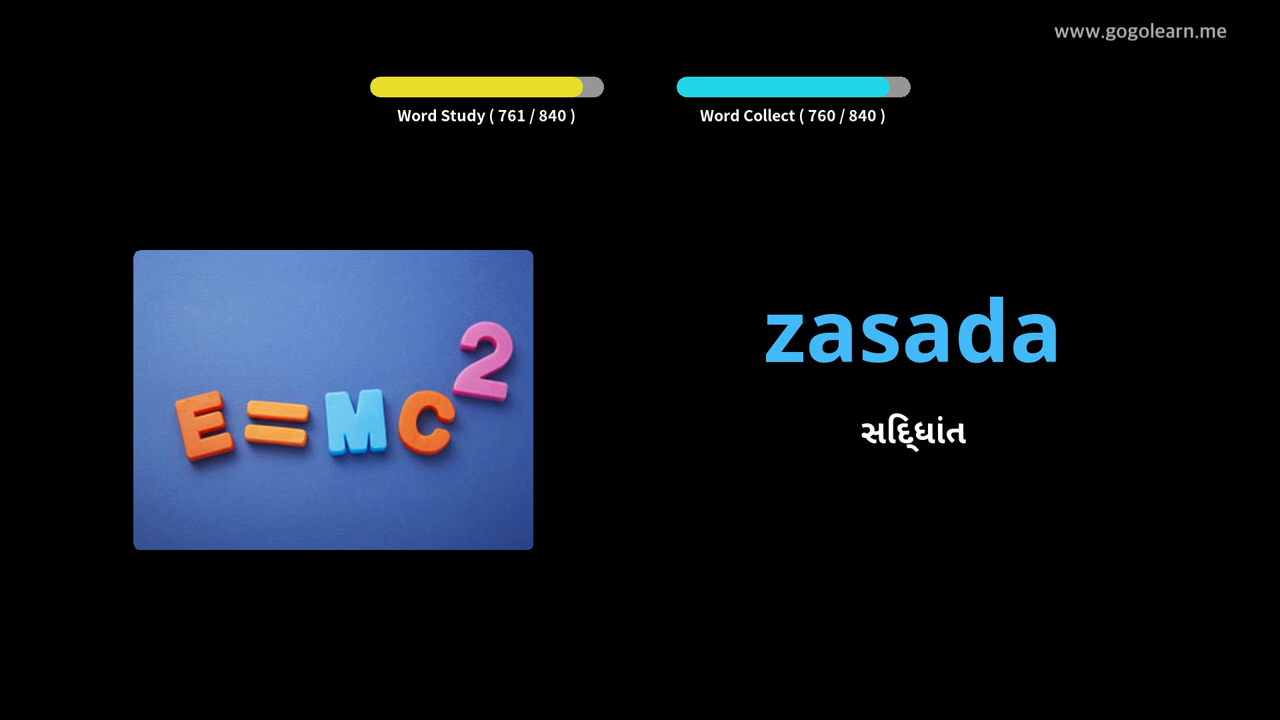 www.gogolearn.me
Word Study ( 761 / 840 )
Word Collect ( 760 / 840 )
E=MC2
zasada
સદ્ધિાંત